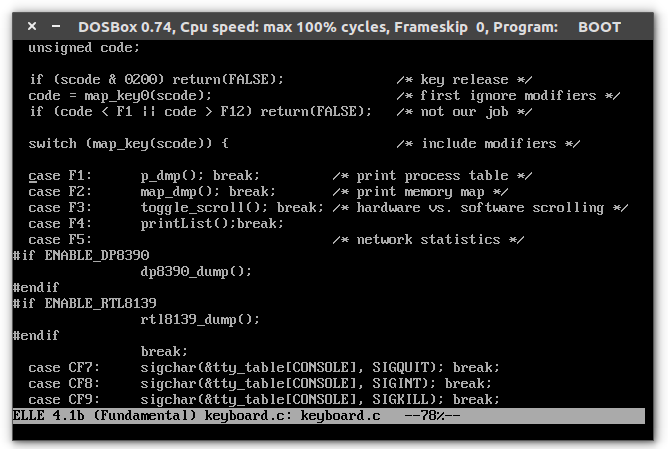 DOSBox 0.74, Cpu speed: max 100% cycles, Frameskip 0, Program: BOOT
unsigned code;
if (scode & 0200) return(FALSE); /* key release */
code = map_key0(scode); /* first ignore modifiers */
if (code < F1 || code > F12) return(FALSE); /* not our job */
switch (map_key(scode)) { /* include modifiers */
case F1: p_dmp(); break; /* print process table */
case F2: map_dmp(); break; /* print memory map */
case F3: toggle_scroll(); break; /* hardware vs. software scrolling */
case F4: printList();break;
case F5: /* network statistics */
#if ENABLE_DP8390
dp8390_dump();
#endif
#if ENABLE_RTL8139
rtl8139_dump();
#endif
break;
case CF7: sigchar(&tty_table[CONSOLE], SIGQUIT); break;
case CF8: sigchar(&tty_table[CONSOLE], SIGINT); break;
case CF9: sigchar(&tty_table[CONSOLE], SIGKILL); break;
ELLE 4.1b (Fundamental) keyboard.c: keyboard.c --78%--